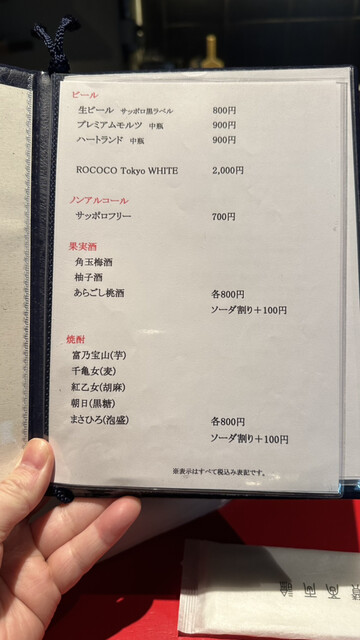 ビール
生ビール サッポロ黒ラベル 800円
プレミアムモルツ 中瓶 900円
ハートランド 中瓶 900円
ROCOCO Tokyo WHITE 2,000円
ノンアルコール
サッポロフリー 700円
果実酒
角玉梅酒
柚子酒
あらごし桃酒 各800円
ソーダ割り＋100円
焼酎
富乃宝山(芋)
千亀女(麦)
紅乙女(胡麻)
朝日(黒糖)
まさひろ(泡盛) 各800円
ソーダ割り＋100円
※表示はすべて税込み表記です。